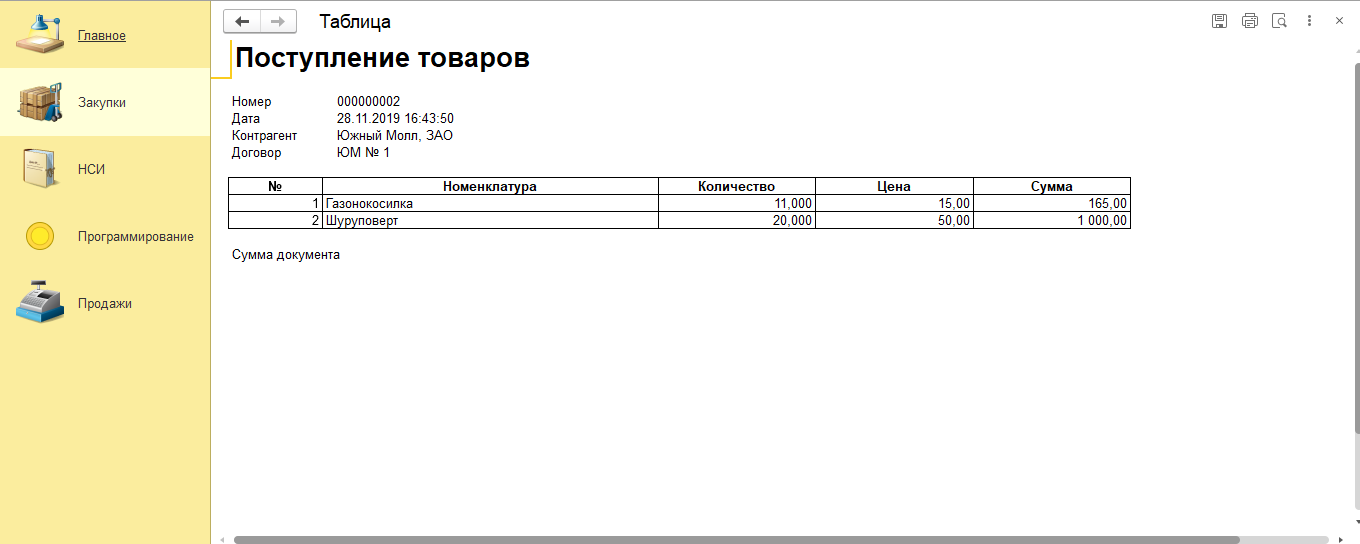 Главное
Закупки
НСИ
Программирование
Продажи
Таблица
Поступление товаров
Номер 000000002
Дата 28.11.2019 16:43:50
Контрагент Южный Молл, ЗАО
Договор ЮМ № 1
№ Номенклатура Количество Цена Сумма
1 Газонокосилка 11,000 15,00 165,00
2 Шуруповерт 20,000 50,00 1 000,00
Сумма документа